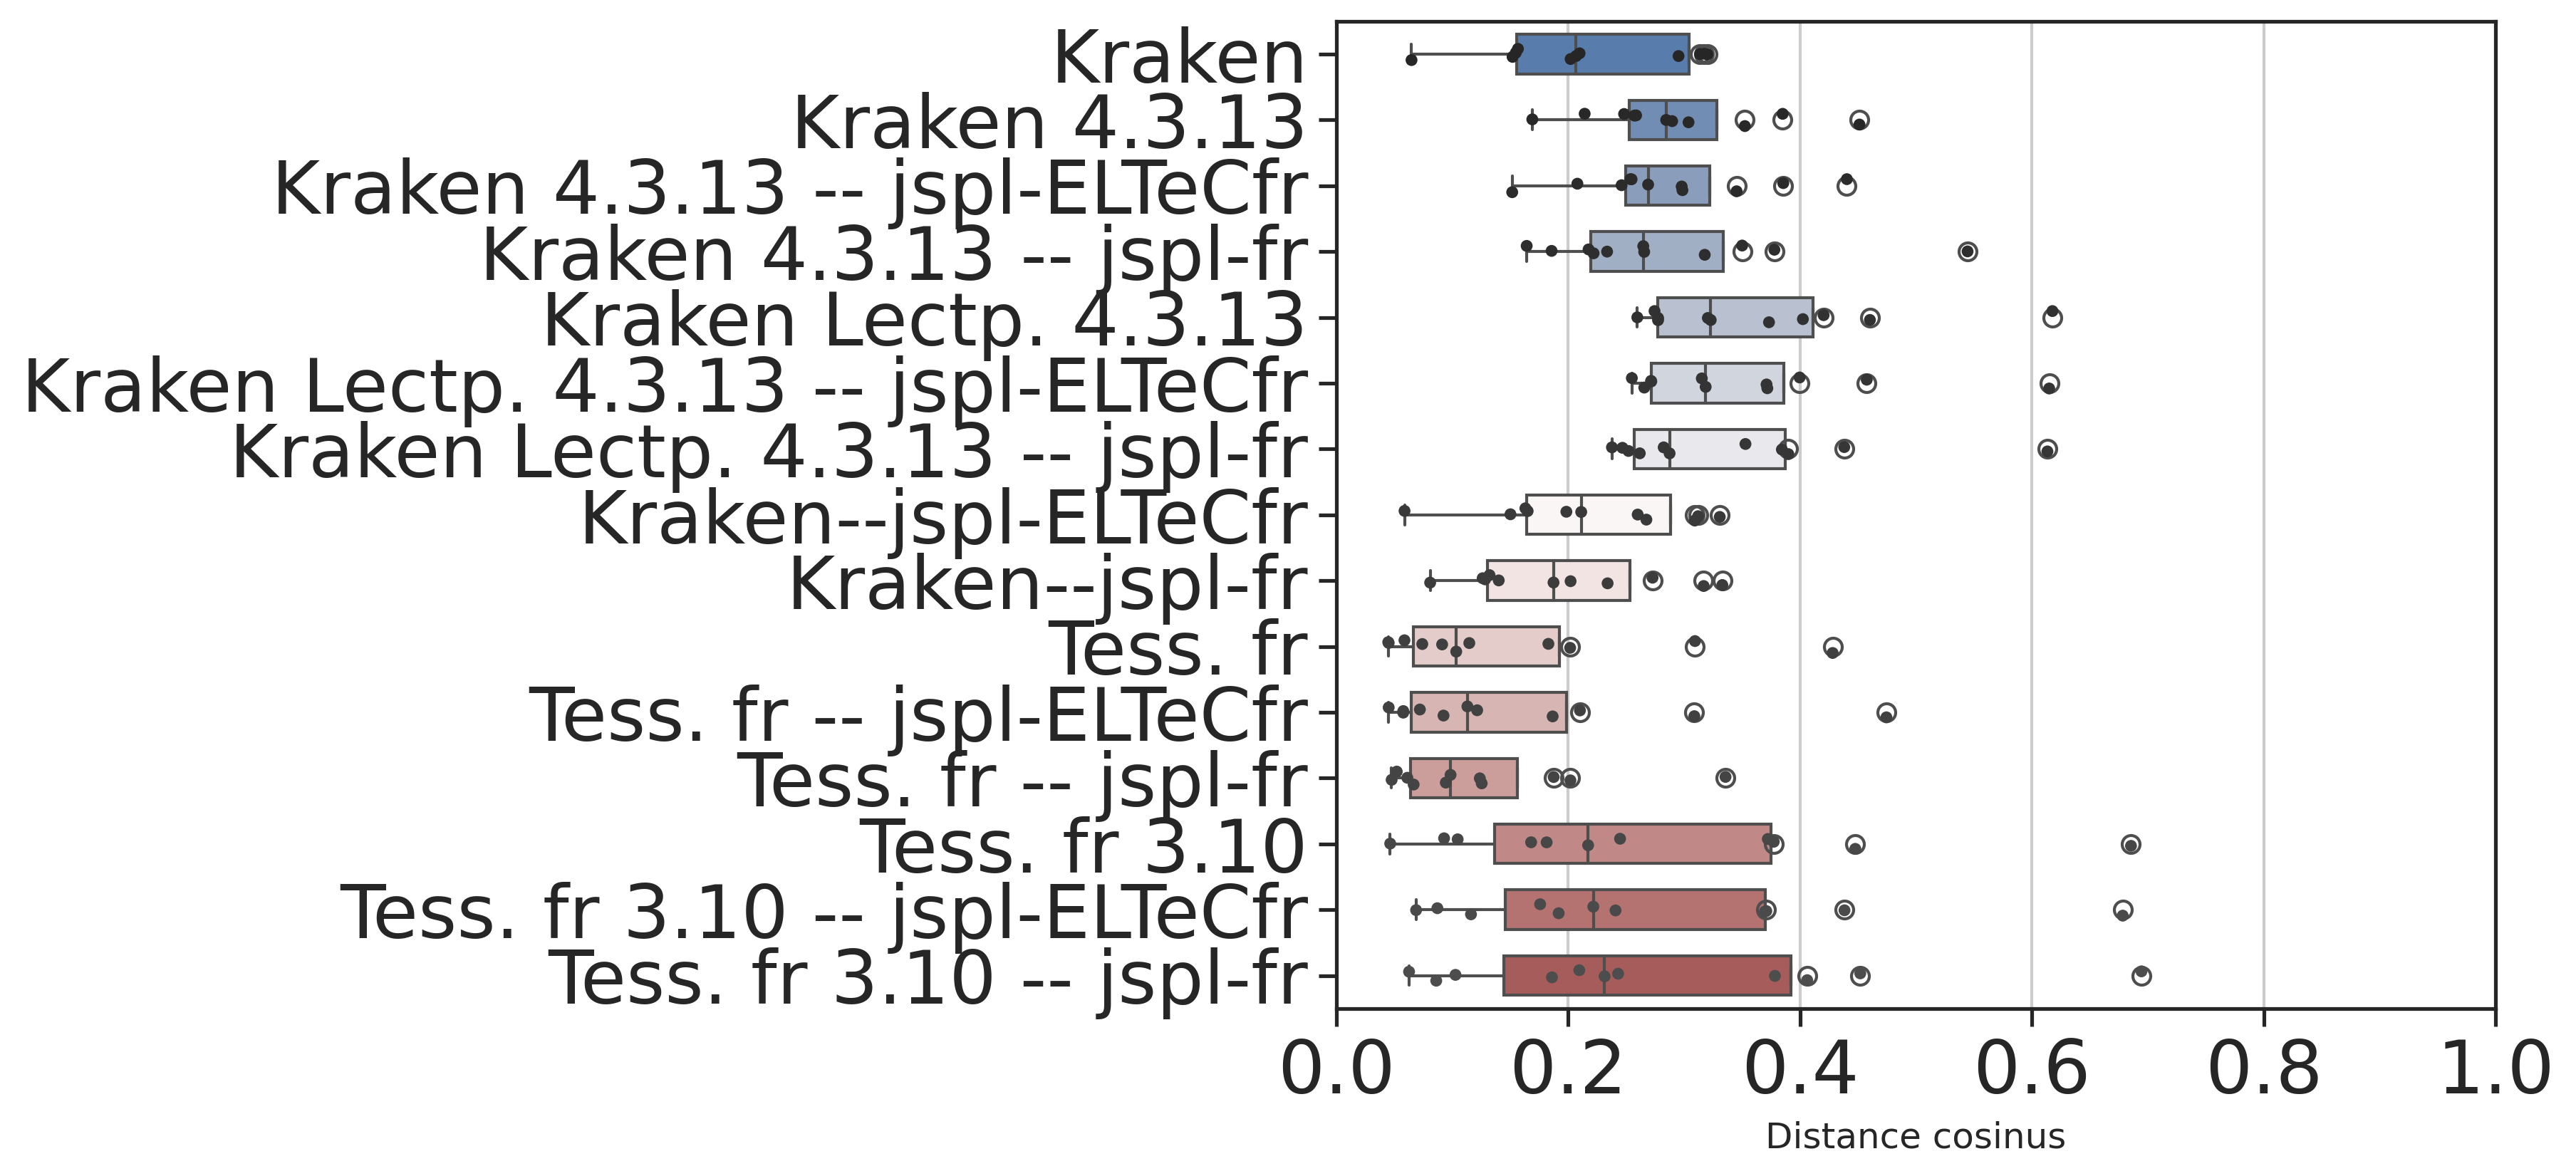 Kraken
Kraken 4.3.13
Kraken 4.3.13 -- jspl-ELTeCfr
Kraken 4.3.13 -- jspl-fr
Kraken Lectp. 4.3.13
Kraken Lectp. 4.3.13 -- jspl-ELTeCfr
Kraken Lectp. 4.3.13 -- jspl-fr
Kraken--jspl-ELTeCfr
Kraken--jspl-fr
Tess. fr
Tess. fr -- jspl-ELTeCfr
Tess. fr -- jspl-fr
Tess. fr 3.10
Tess. fr 3.10 -- jspl-ELTeCfr
Tess. fr 3.10 -- jspl-fr
0.0 0.2 0.4 0.6 0.8 1.0
Distance cosinus